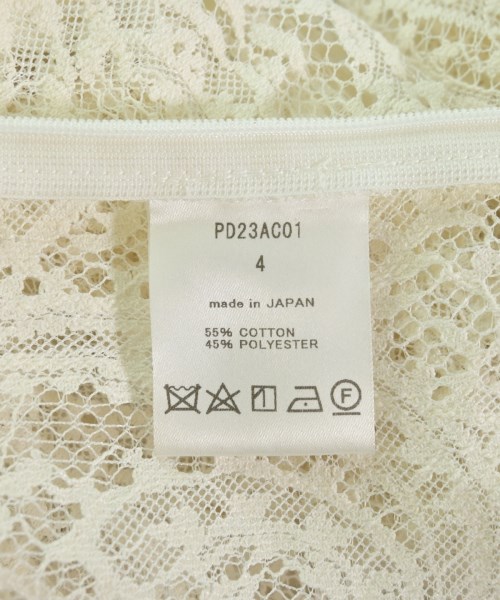 PD23AC01
4
made in JAPAN
55% COTTON
45% POLYESTER
F